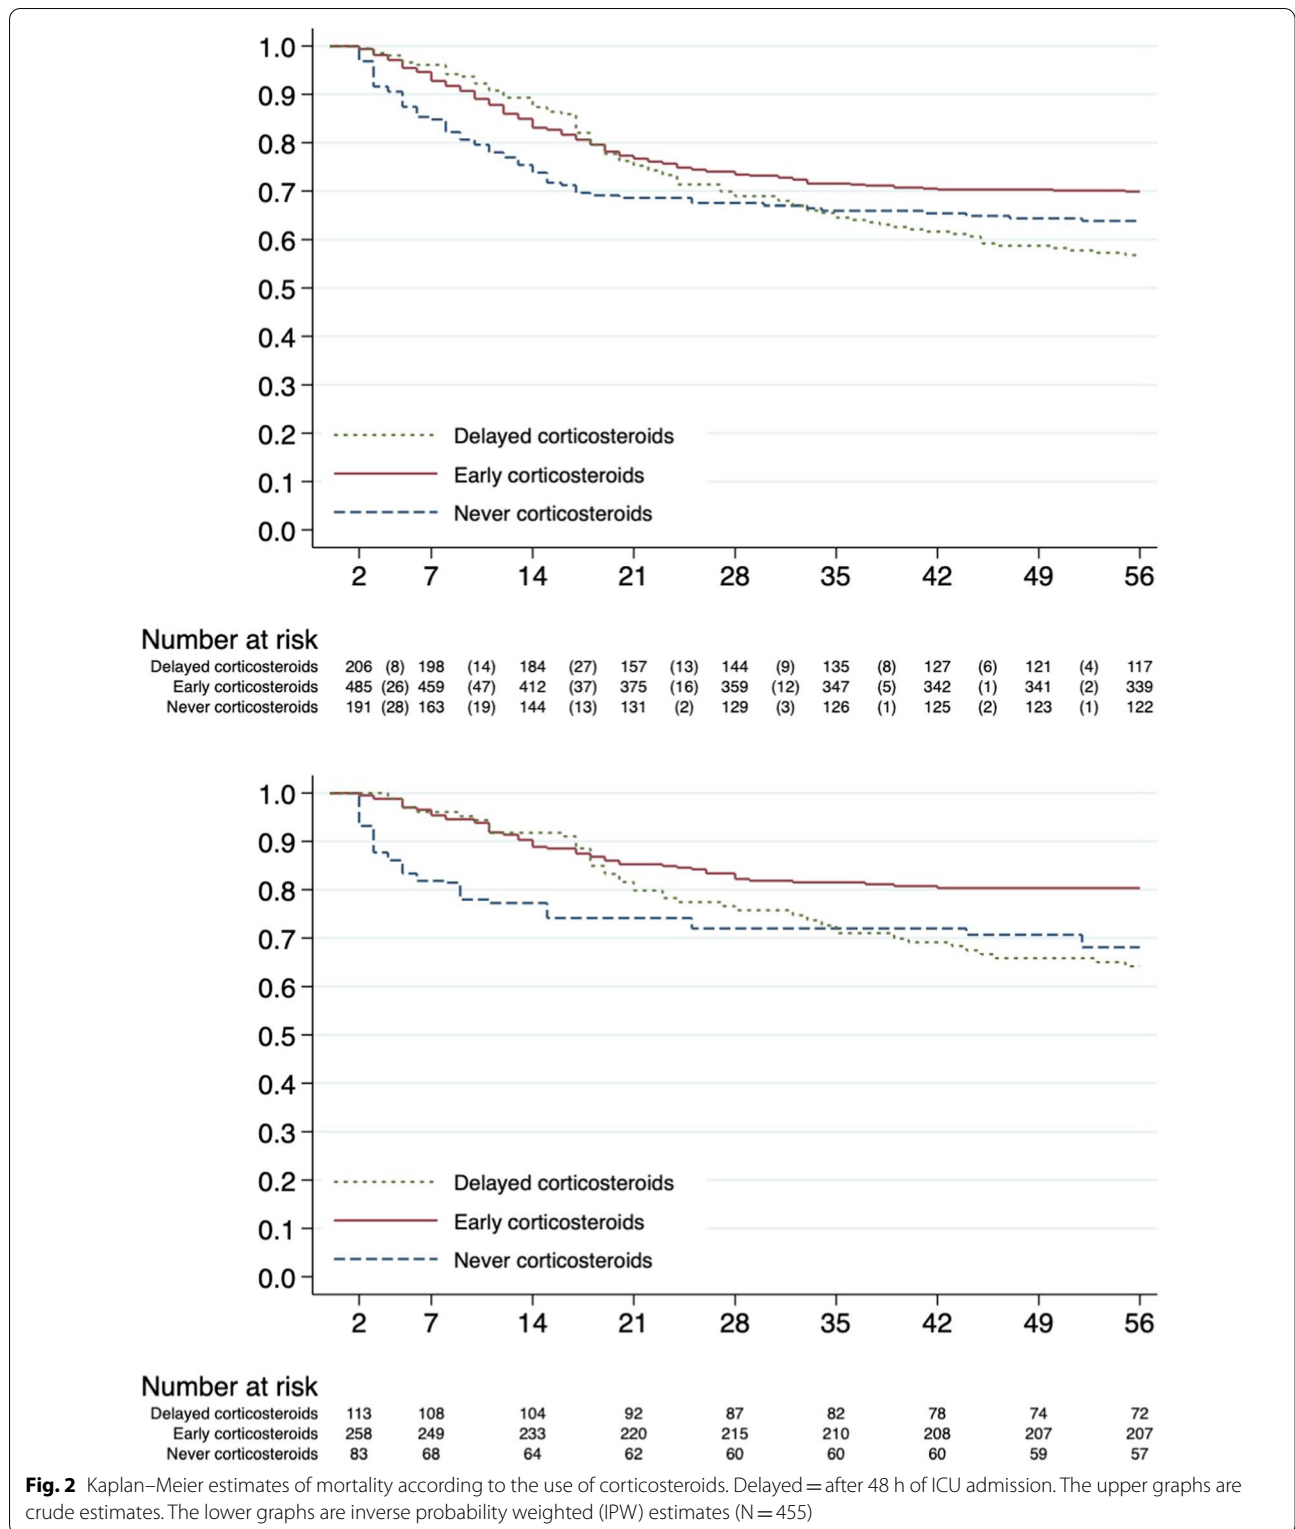 1.0
0.9
0.8
0.7
0.6
0.5
0.4
0.3
0.2
0.1
0.0
Delayed corticosteroids
Early corticosteroids
Never corticosteroids
2 7 14 21 28 35 42 49 56
Number at risk
Delayed corticosteroids 206 (8) 198 (14) 184 (27) 157 (13) 144 (9) 135 (8) 127 (6) 121 (4) 117
Early corticosteroids 485 (26) 459 (47) 412 (37) 375 (16) 359 (12) 347 (5) 342 (1) 341 (2) 339
Never corticosteroids 191 (28) 163 (19) 144 (13) 131 (2) 129 (3) 126 (1) 125 (2) 123 (1) 122
1.0
0.9
0.8
0.7
0.6
0.5
0.4
0.3
0.2
0.1
0.0
Delayed corticosteroids
Early corticosteroids
Never corticosteroids
2 7 14 21 28 35 42 49 56
Number at risk
Delayed corticosteroids 113 108 104 92 87 82 78 74 72
Early corticosteroids 258 249 233 220 215 210 208 207 207
Never corticosteroids 83 68 64 62 60 60 60 59 57
Fig. 2 Kaplan–Meier estimates of mortality according to the use of corticosteroids. Delayed = after 48 h of ICU admission. The upper graphs are
crude estimates. The lower graphs are inverse probability weighted (IPW) estimates (N = 455)